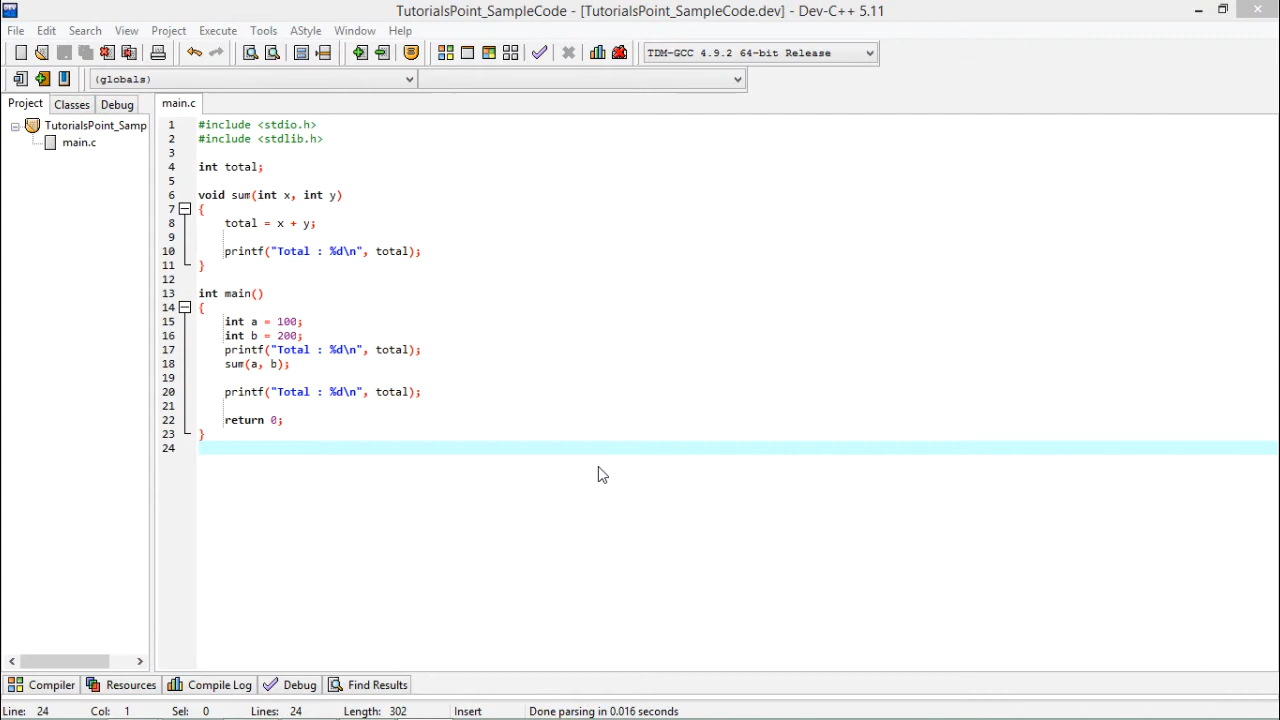 TutorialsPoint_SampleCode - [TutorialsPoint_SampleCode.dev] - Dev-C++ 5.11
File Edit Search View Project Execute Tools AStyle Window Help
TDM-GCC 4.9.2 64-bit Release
(globals)
Project Classes Debug main.c
TutorialsPoint_Samp
main.c
1 #include <stdio.h>
2 #include <stdlib.h>
3
4 int total;
5
6 void sum(int x, int y)
7 {
8 total = x + y;
9
10 printf("Total : %d\n", total);
11 }
12
13 int main()
14 {
15 int a = 100;
16 int b = 200;
17 printf("Total : %d\n", total);
18 sum(a, b);
19
20 printf("Total : %d\n", total);
21
22 return 0;
23 }
24
Compiler Resources Compile Log Debug Find Results
Line: 24 Col: 1 Sel: 0 Lines: 24 Length: 302 Insert Done parsing in 0.016 seconds